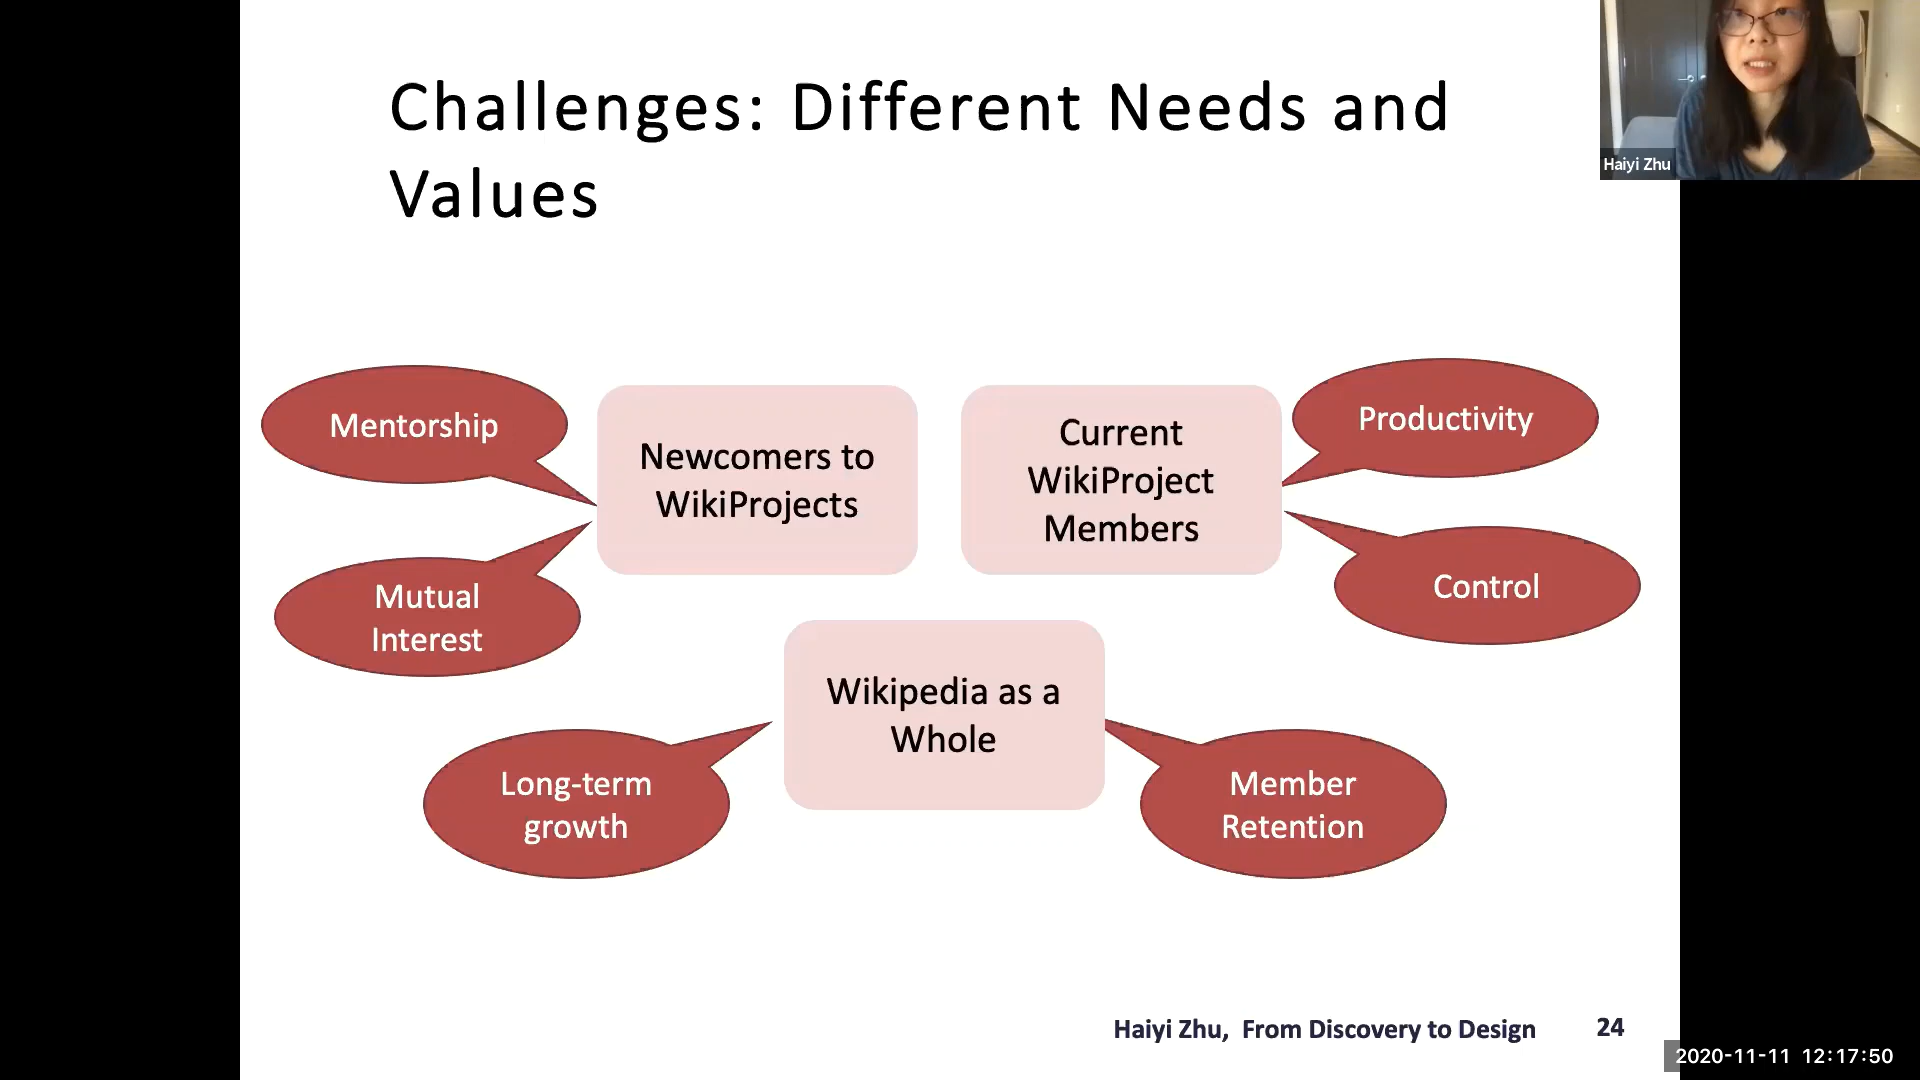 Challenges: Different Needs and
Values
Haiyi Zhu
Mentorship
Newcomers to
WikiProjects
Current
WikiProject
Members
Productivity
Mutual
Interest
Control
Wikipedia as a
Whole
Long-term
growth
Member
Retention
Haiyi Zhu, From Discovery to Design
24
2020-11-11 12:17:50